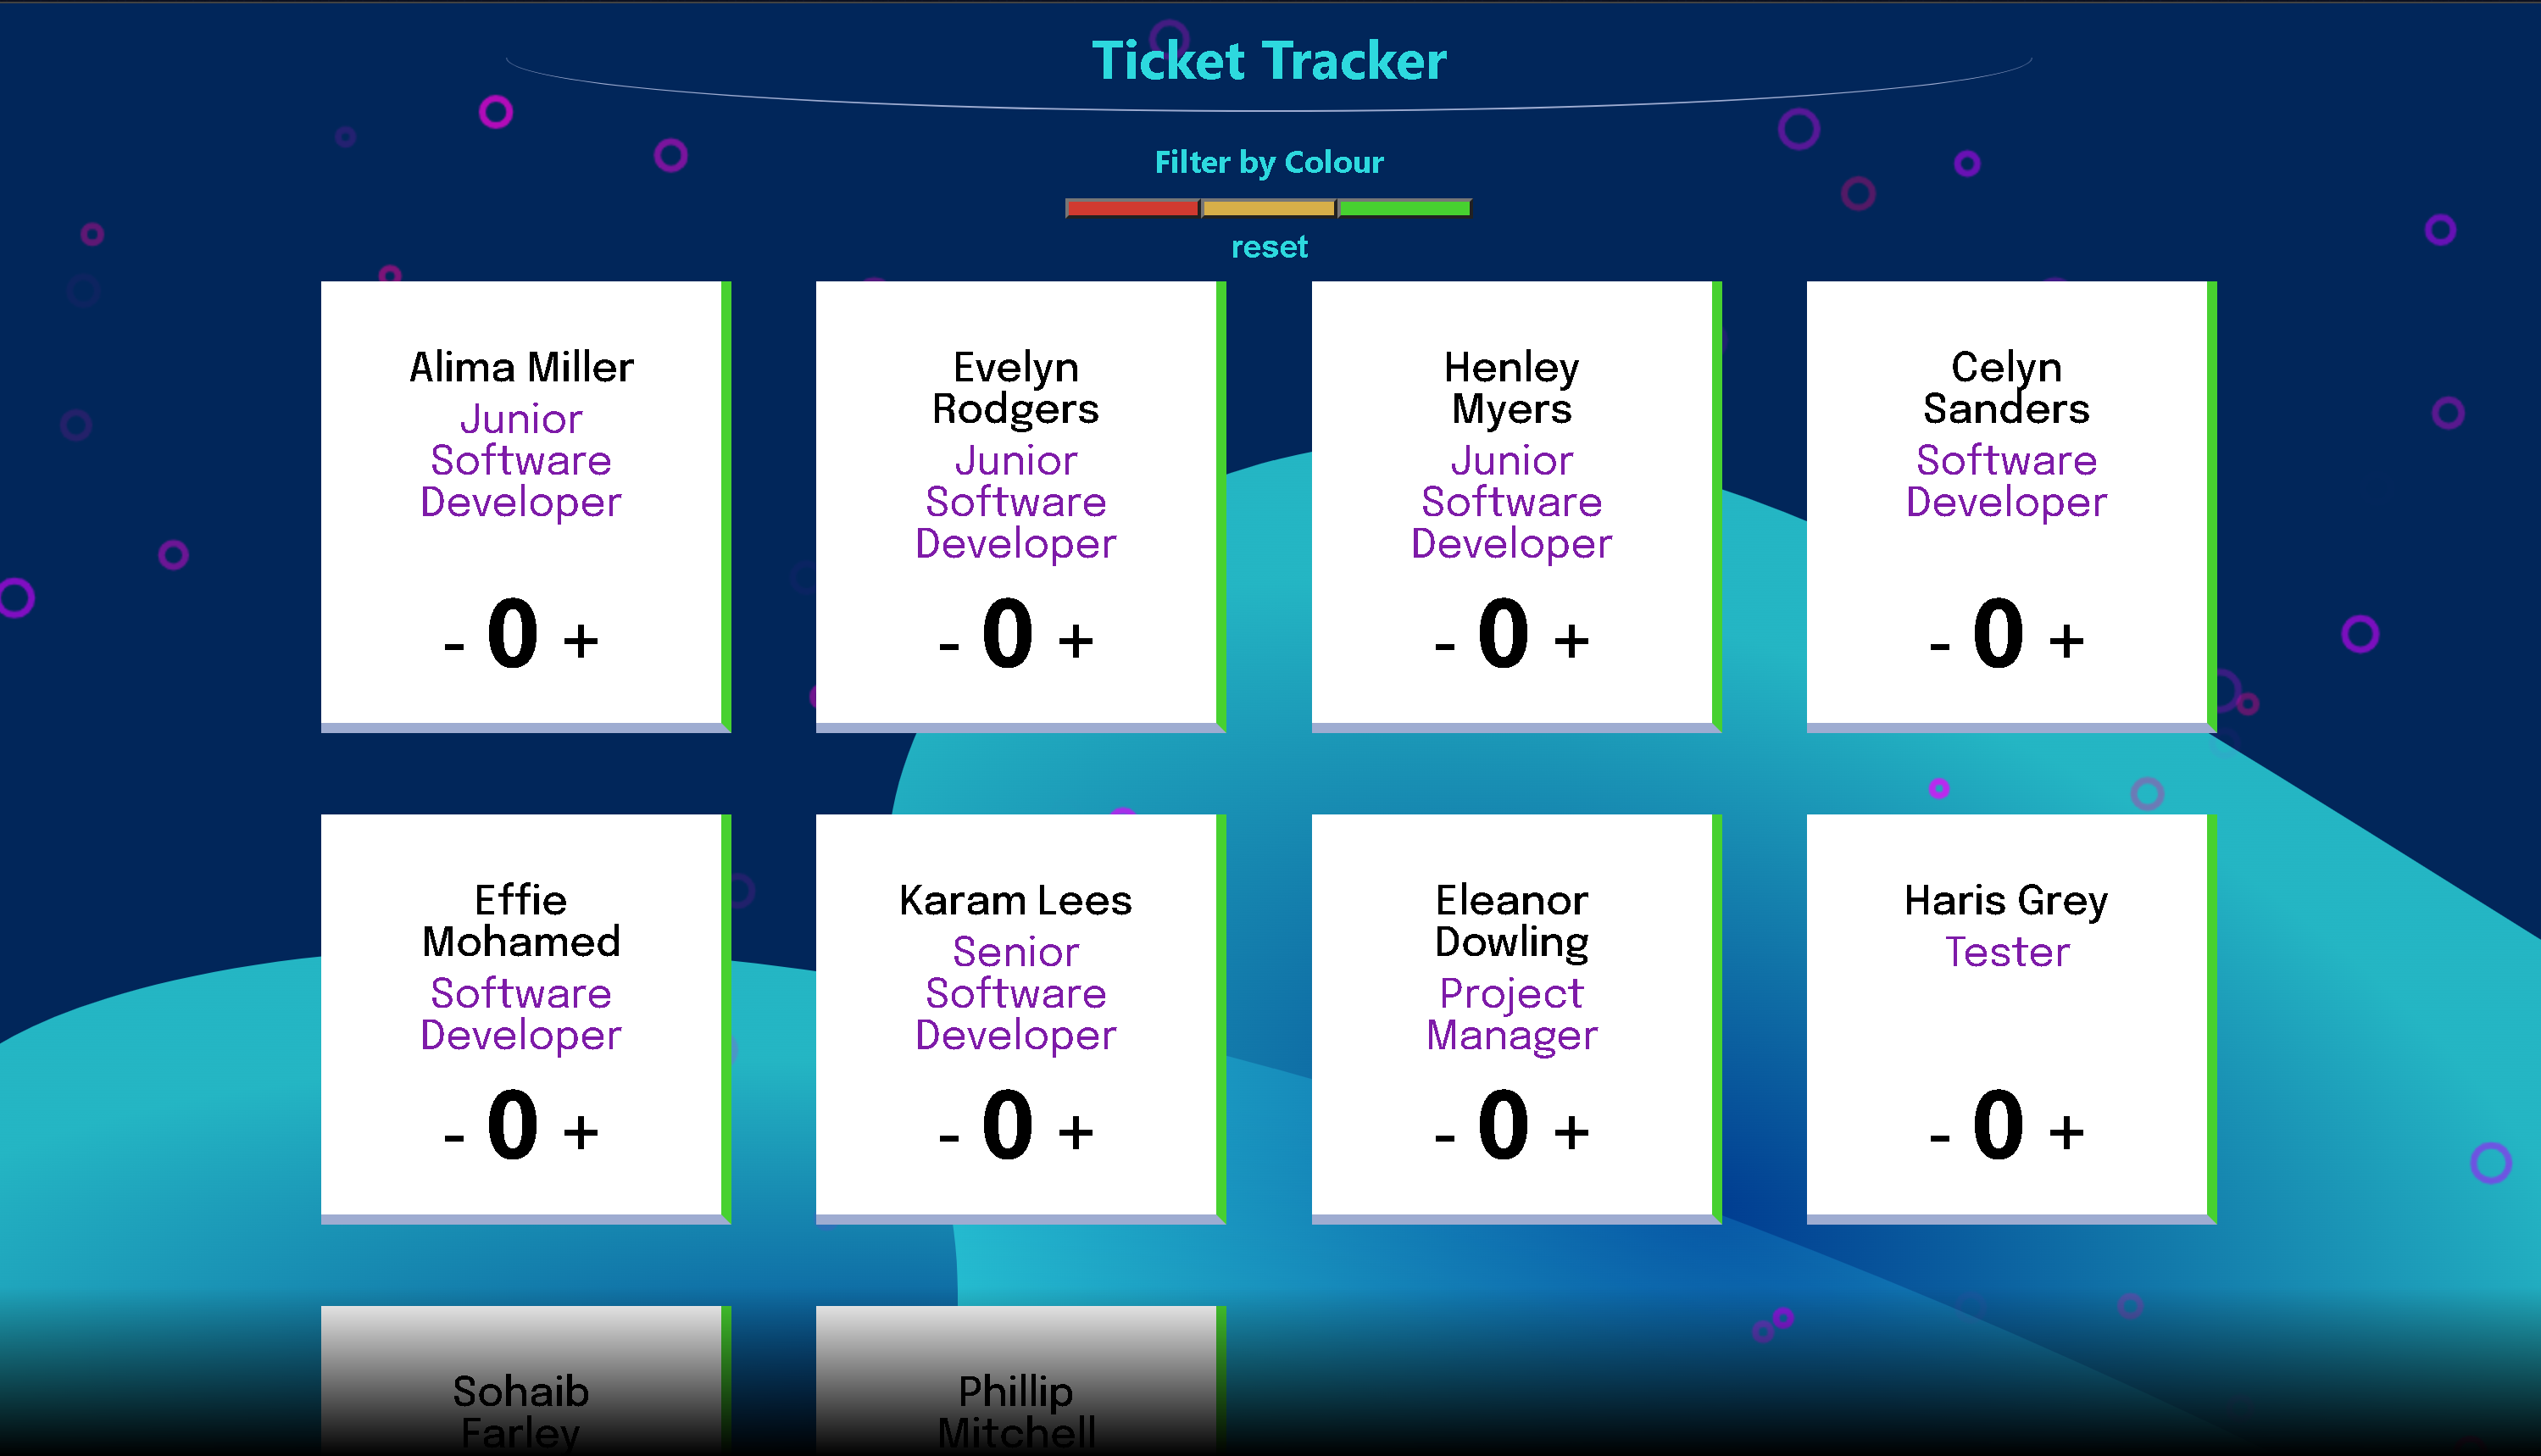 Ticket Tracker
Filter by Colour
reset
Alima Miller
Junior
Software
Developer
- 0 +
Evelyn
Rodgers
Junior
Software
Developer
- 0 +
Henley
Myers
Junior
Software
Developer
- 0 +
Celyn
Sanders
Software
Developer
- 0 +
Effie
Mohamed
Software
Developer
- 0 +
Karam Lees
Senior
Software
Developer
- 0 +
Eleanor
Dowling
Project
Manager
- 0 +
Haris Grey
Tester
- 0 +
Sohaib
Farley
Phillip
Mitchell